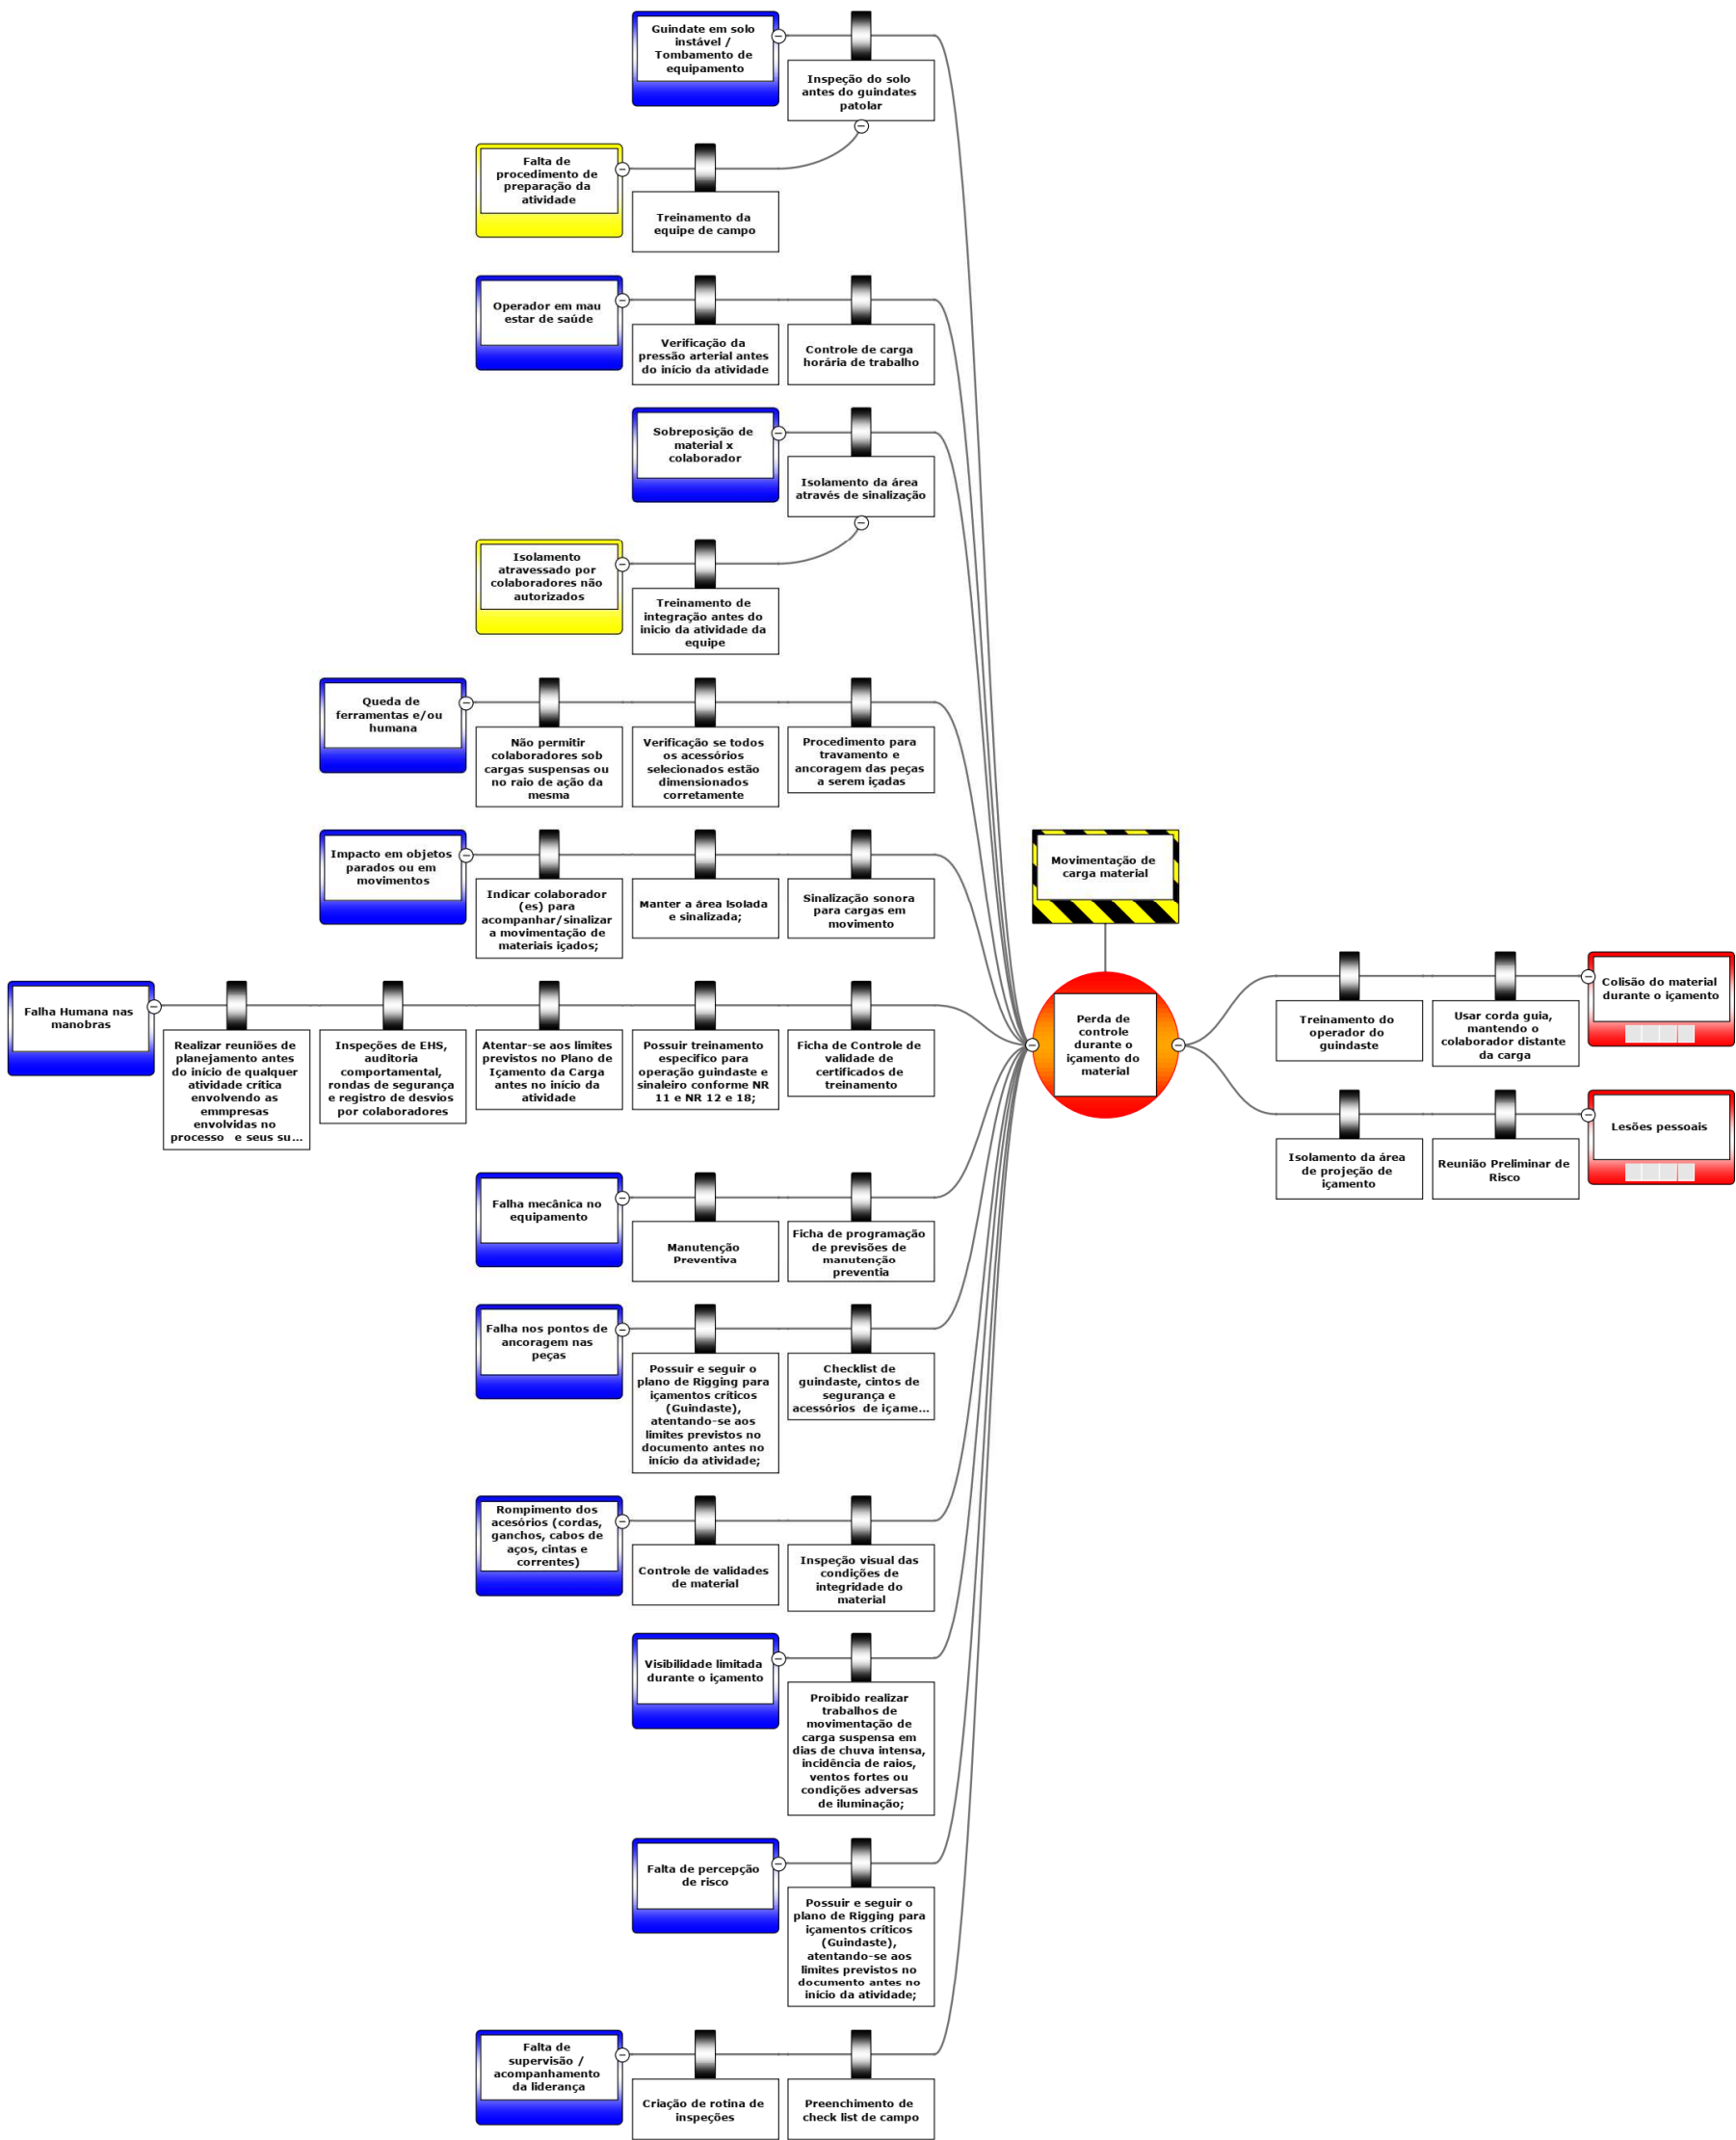 Guindate em solo
instável /
Tombamento de
equipamento
Inspeção do solo
antes do guindates
patolar
Falta de
procedimento de
preparação da
atividade
Treinamento da
equipe de campo
Operador em mau
estar de saúde
Verificação da
pressão arterial antes
do início da atividade
Controle de carga
horária de trabalho
Sobreposição de
material x
colaborador
Isolamento da área
através de sinalização
Isolamento
atravessado por
colaboradores não
autorizados
Treinamento de
integração antes do
inicio da atividade da
equipe
Queda de
ferramentas e/ou
humana
Não permitir
colaboradores sob
cargas suspensas ou
no raio de ação da
mesma
Verificação se todos
os acessórios
selecionados estão
dimensionados
corretamente
Procedimento para
travamento e
ancoragem das peças
a serem içadas
Impacto em objetos
parados ou em
movimentos
Indicar colaborador
(es) para
acompanhar/sinalizar
a movimentação de
materiais içados;
Manter a área Isolada
e sinalizada;
Sinalização sonora
para cargas em
movimento
Movimentação de
carga material
Perda de
controle
durante o
içamento do
material
Falha Humana nas
manobras
Realizar reuniões de
planejamento antes
do início de qualquer
atividade crítica
envolvendo as
emmpresas
envolvidas no
processo e seus su...
Inspeções de EHS,
auditoria
comportamental,
rondas de segurança
e registro de desvios
por colaboradores
Atentar-se aos limites
previstos no Plano de
Içamento da Carga
antes no início da
atividade
Possuir treinamento
especifico para
operação guindaste e
sinaleiro conforme NR
11 e NR 12 e 18;
Ficha de Controle de
validade de
certificados de
treinamento
Treinamento do
operador do
guindaste
Usar corda guia,
mantendo o
colaborador distante
da carga
Colisão do material
durante o içamento
Isolamento da área
de projeção de
içamento
Reunião Preliminar de
Risco
Lesões pessoais
Falha mecânica no
equipamento
Manutenção
Preventiva
Ficha de programação
de previsões de
manutenção
preventia
Falha nos pontos de
ancoragem nas
peças
Possuir e seguir o
plano de Rigging para
içamentos críticos
(Guindaste),
atentando-se aos
limites previstos no
documento antes no
início da atividade;
Checklist de
guindaste, cintos de
segurança e
acessórios de içame...
Rompimento dos
acesórios (cordas,
ganchos, cabos de
aços, cintas e
correntes)
Controle de validades
de material
Inspeção visual das
condições de
integridade do
material
Visibilidade limitada
durante o içamento
Proibido realizar
trabalhos de
movimentação de
carga suspensa em
dias de chuva intensa,
incidência de raios,
ventos fortes ou
condições adversas
de iluminação;
Falta de percepção
de risco
Possuir e seguir o
plano de Rigging para
içamentos críticos
(Guindaste),
atentando-se aos
limites previstos no
documento antes no
início da atividade;
Falta de
supervisão /
acompanhamento
da liderança
Criação de rotina de
inspeções
Preenchimento de
check list de campo